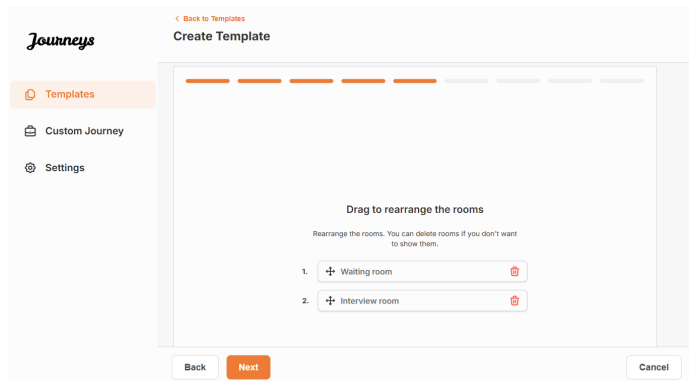 Journeys
Templates
Custom Journey
Settings
< Back to Templates
Create Template
Drag to rearrange the rooms
Rearrange the rooms. You can delete rooms if you don't want
to show them.
1. Waiting room
2. Interview room
Back Next Cancel